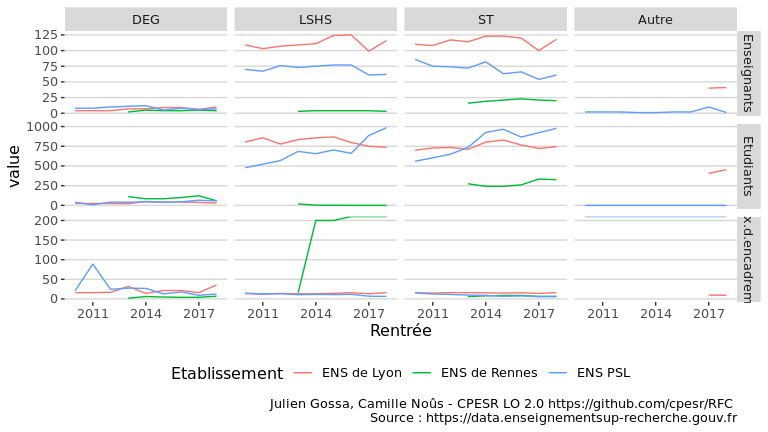 DEG LSHS ST Autre
125
100
75
50
25
0
Enseignants
1000
750
500
250
0
Etudiants
200
150
100
50
0
x.d.encadrem
value
2011 2014 2017 2011 2014 2017 2011 2014 2017 2011 2014 2017
Rentrée
Etablissement ENS de Lyon ENS de Rennes ENS PSL
Julien Gossa, Camille Noûs - CPESR LO 2.0 https://github.com/cpesr/RFC
Source : https://data.enseignementsup-recherche.gouv.fr